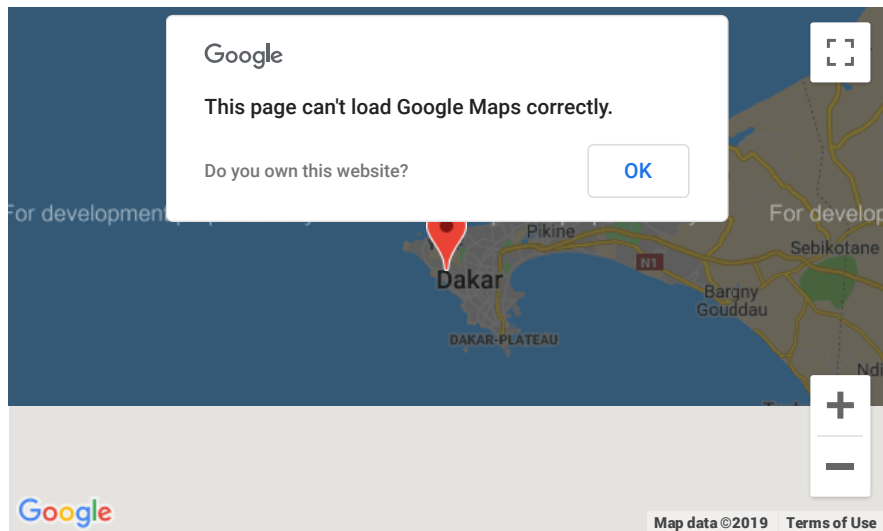 Google
This page can't load Google Maps correctly.
Do you own this website?
OK
For development
For develop
Pikine
Sebikotane
N1
Dakar
Bargny
Gouddau
DAKAR-PLATEAU
Ndi
Google
Map data ©2019
Terms of Use